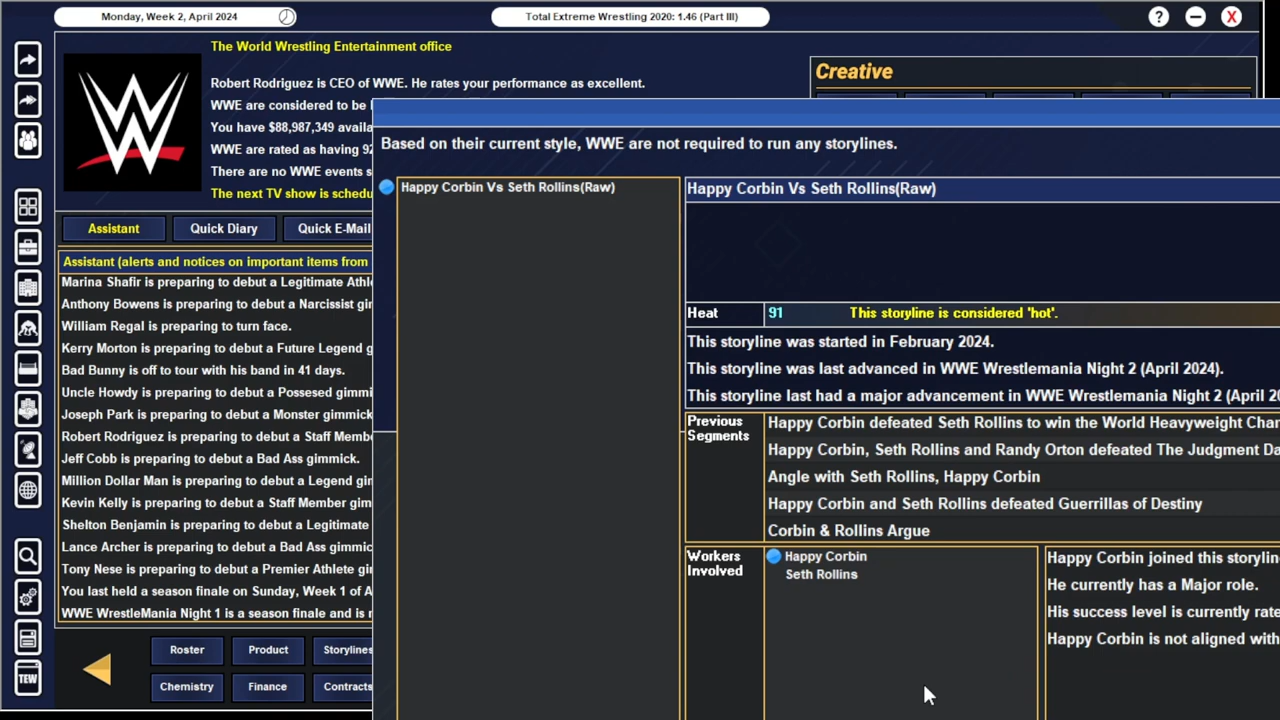 Monday, Week 2, April 2024
Total Extreme Wrestling 2020: 1.46 (Part III)
? X
The World Wrestling Entertainment office
Creative
Robert Rodriguez is CEO of WWE. He rates your performance as excellent.
WWE are considered to be
You have $88,987,349
WWE are rated as having
There are no WWE events
The next TV show is
Based on their current style, WWE are not required to run any storylines.
Happy Corbin Vs Seth Rollins(Raw)
Happy Corbin Vs Seth Rollins(Raw)
Assistant
Quick Diary
Quick E-Mail
Assistant (alerts and notices on important items from
Marina Shafir is preparing to debut a Legitimate
Anthony Bowens is preparing to debut a Narcissist
William Regal is preparing to turn face.
Kerry Morton is preparing to debut a Future Legend
Bad Bunny is off to tour with his band in 41 days.
Uncle Howdy is preparing to debut a Possesed
Joseph Park is preparing to debut a Monster gimmick
Robert Rodriguez is preparing to debut a Staff
Jeff Cobb is preparing to debut a Bad Ass gimmick.
Million Dollar Man is preparing to debut a Legend
Kevin Kelly is preparing to debut a Staff Member
Shelton Benjamin is preparing to debut a Legitimate
Lance Archer is preparing to debut a Bad Ass
Tony Nese is preparing to debut a Premier Athlete
You last held a season finale on Sunday, Week 1 of
WWE WrestleMania Night 1 is a season finale and is
Heat
91
This storyline is considered 'hot'.
This storyline was started in February 2024.
This storyline was last advanced in WWE Wrestlemania Night 2 (April 2024).
This storyline last had a major advancement in WWE Wrestlemania Night 2 (April
Previous Segments
Happy Corbin defeated Seth Rollins to win the World Heavyweight
Happy Corbin, Seth Rollins and Randy Orton defeated The Judgment
Angle with Seth Rollins, Happy Corbin
Happy Corbin and Seth Rollins defeated Guerrillas of Destiny
Corbin & Rollins Argue
Workers Involved
Happy Corbin
Seth Rollins
Happy Corbin joined this
He currently has a Major role.
His success level is currently
Happy Corbin is not aligned with
Roster
Product
Storylines
Chemistry
Finance
Contracts
TEW